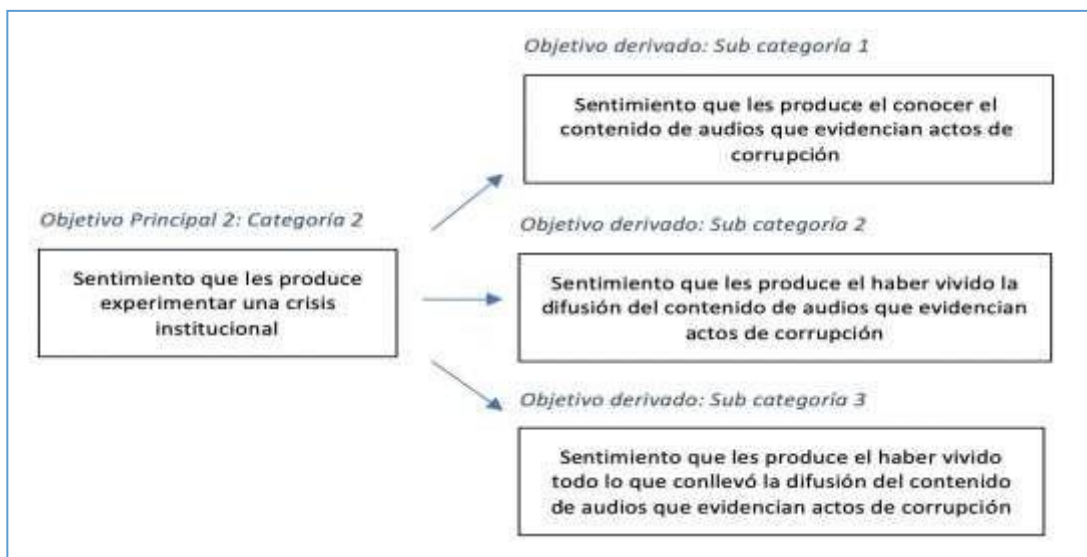 Objetivo derivado: Sub categoría 1
Sentimiento que les produce el conocer el
contenido de audios que evidencian actos de
corrupción
Objetivo Principal 2: Categoría 2
Sentimiento que les produce
experimentar una crisis
institucional
Objetivo derivado: Sub categoría 2
Sentimiento que les produce el haber vivido la
difusión del contenido de audios que evidencian
actos de corrupción
Objetivo derivado: Sub categoría 3
Sentimiento que les produce el haber vivido
todo lo que conllevó la difusión del contenido
de audios que evidencian actos de corrupción